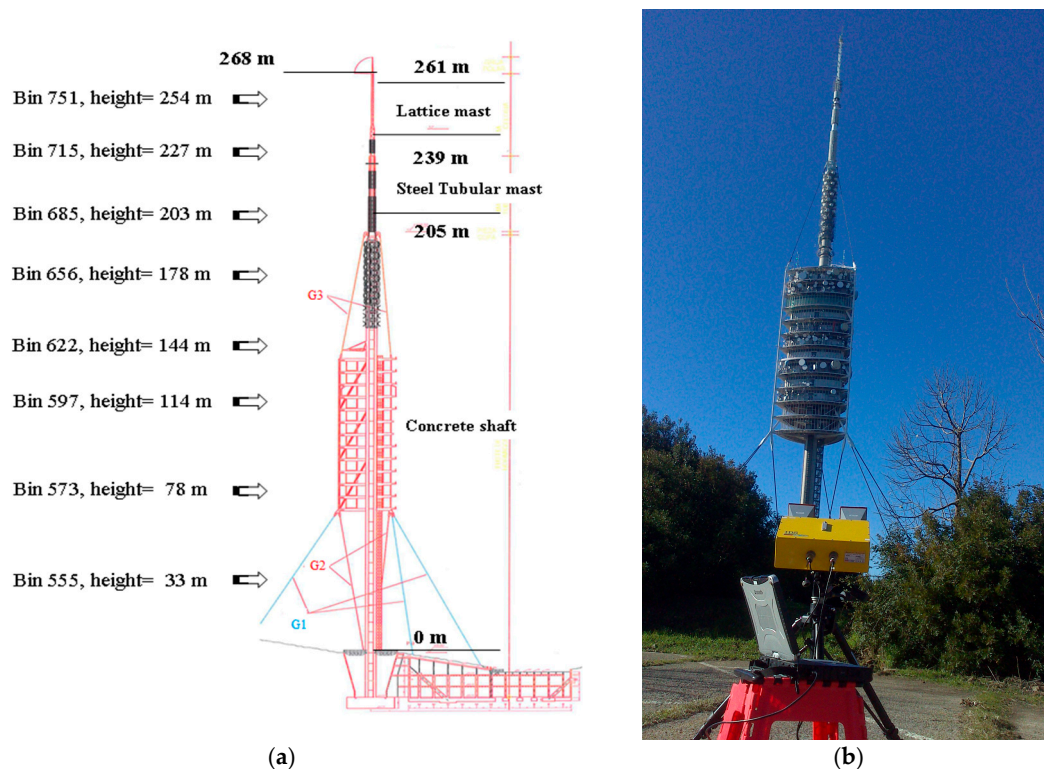 268 m
261 m
Bin 751, height= 254 m
Lattice mast
Bin 715, height= 227 m
239 m
Steel Tubular mast
Bin 685, height= 203 m
205 m
Bin 656, height= 178 m
G3
Bin 622, height= 144 m
Bin 597, height= 114 m
Concrete shaft
Bin 573, height= 78 m
G2
Bin 555, height= 33 m
G1
0 m
(a)
(b)